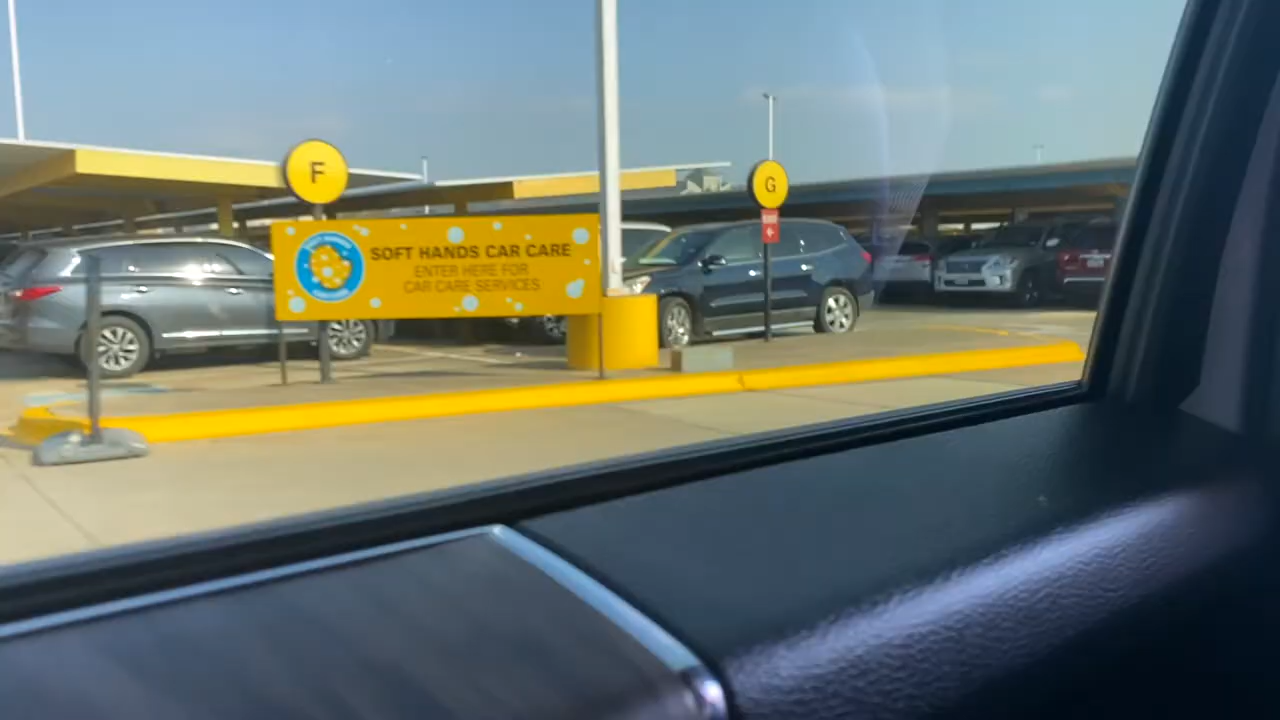 F
G
SOFT HANDS CAR CARE
ENTER HERE FOR
CAR CARE SERVICES